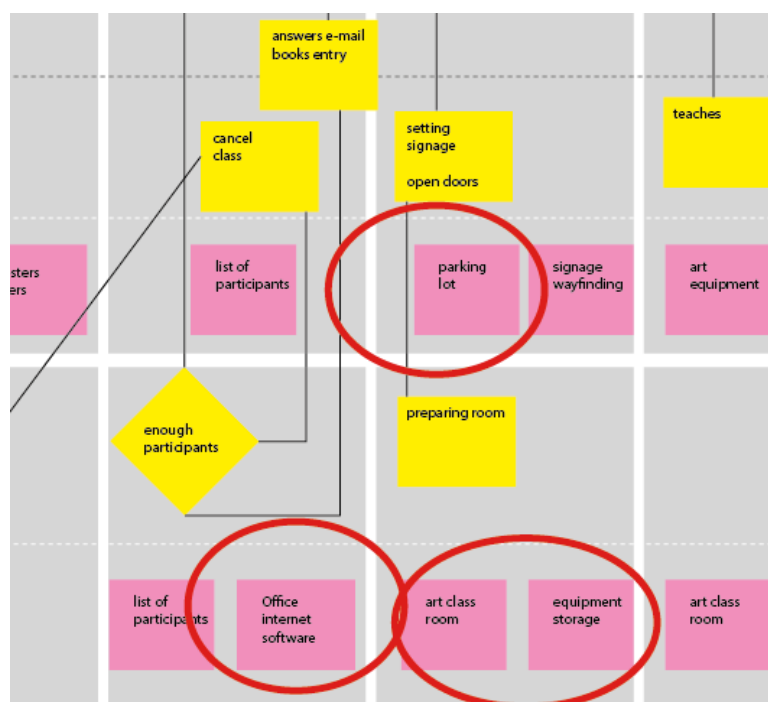 answers e-mail
books entry
cancel
class
setting
signage
open doors
teaches
list of
participants
parking
lot
signage
wayfinding
art
equipment
enough
participants
preparing room
list of
participants
Office
internet
software
art class
room
equipment
storage
art class
room